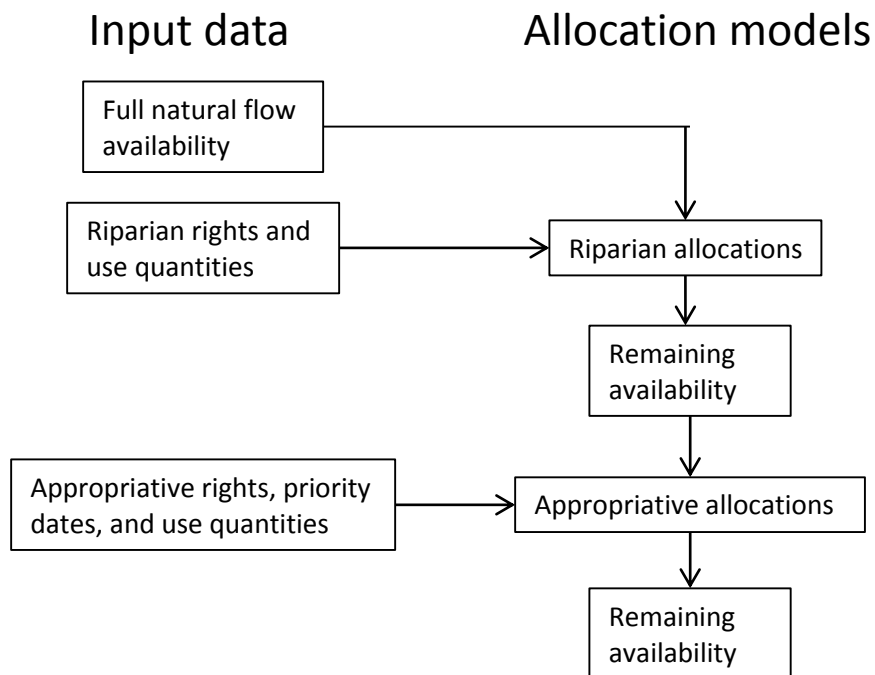 Input data
Allocation models
Full natural flow
availability
Riparian rights and
use quantities
Riparian allocations
Remaining
availability
Appropriative rights, priority
dates, and use quantities
Appropriative allocations
Remaining
availability